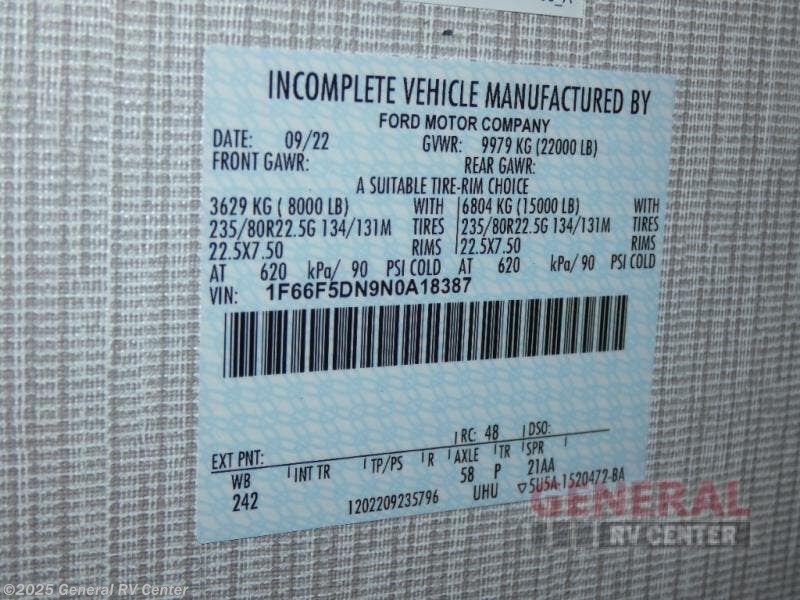 INCOMPLETE VEHICLE MANUFACTURED BY
FORD MOTOR COMPANY
DATE: 09/22 GVWR: 9979 KG (22000 LB)
FRONT GAWR: REAR GAWR:
A SUITABLE TIRE-RIM CHOICE
3629 KG ( 8000 LB) WITH 6804 KG (15000 LB) WITH
235/80R22.5G 134/131M TIRES 235/80R22.5G 134/131M TIRES
22.5X7.50 RIMS 22.5X7.50 RIMS
AT 620 kPa/ 90 PSI COLD AT 620 kPa/ 90 PSI COLD
VIN: 1F66F5DN9N0A18387
EXT PNT: RC: 48 DSO:
WB INT TR TP/PS R AXLE TR SPR
242 58 P 21AA
1202209235796 UHU 5U5A-1520472-BA
GENERAL
RV CENTER
©2025 General RV Center